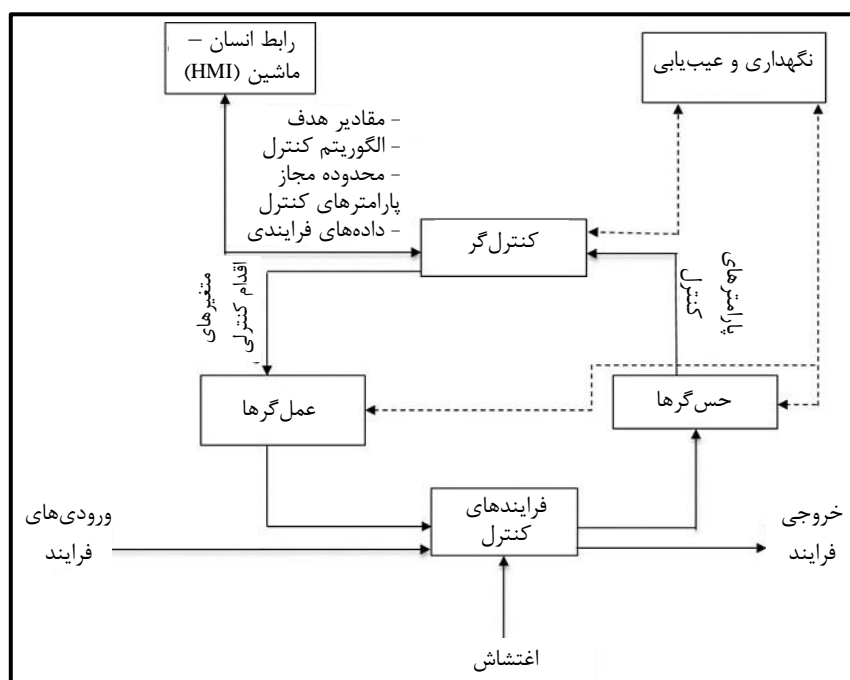 رابط انسان –
ماشین (HMI)
نگهداری و عیب‌یابی
- مقادیر هدف
- الگوریتم کنترل
- محدوده مجاز
پارامترهای کنترل
- داده‌های فرایندی
کنترل‌گر
پارامترهای
کنترل
متغیرهای
اقدام کنترلی
عمل‌گرها
حس‌گرها
فرایندهای
کنترل
ورودی‌های
فرایند
خروجی
فرایند
اغتشاش